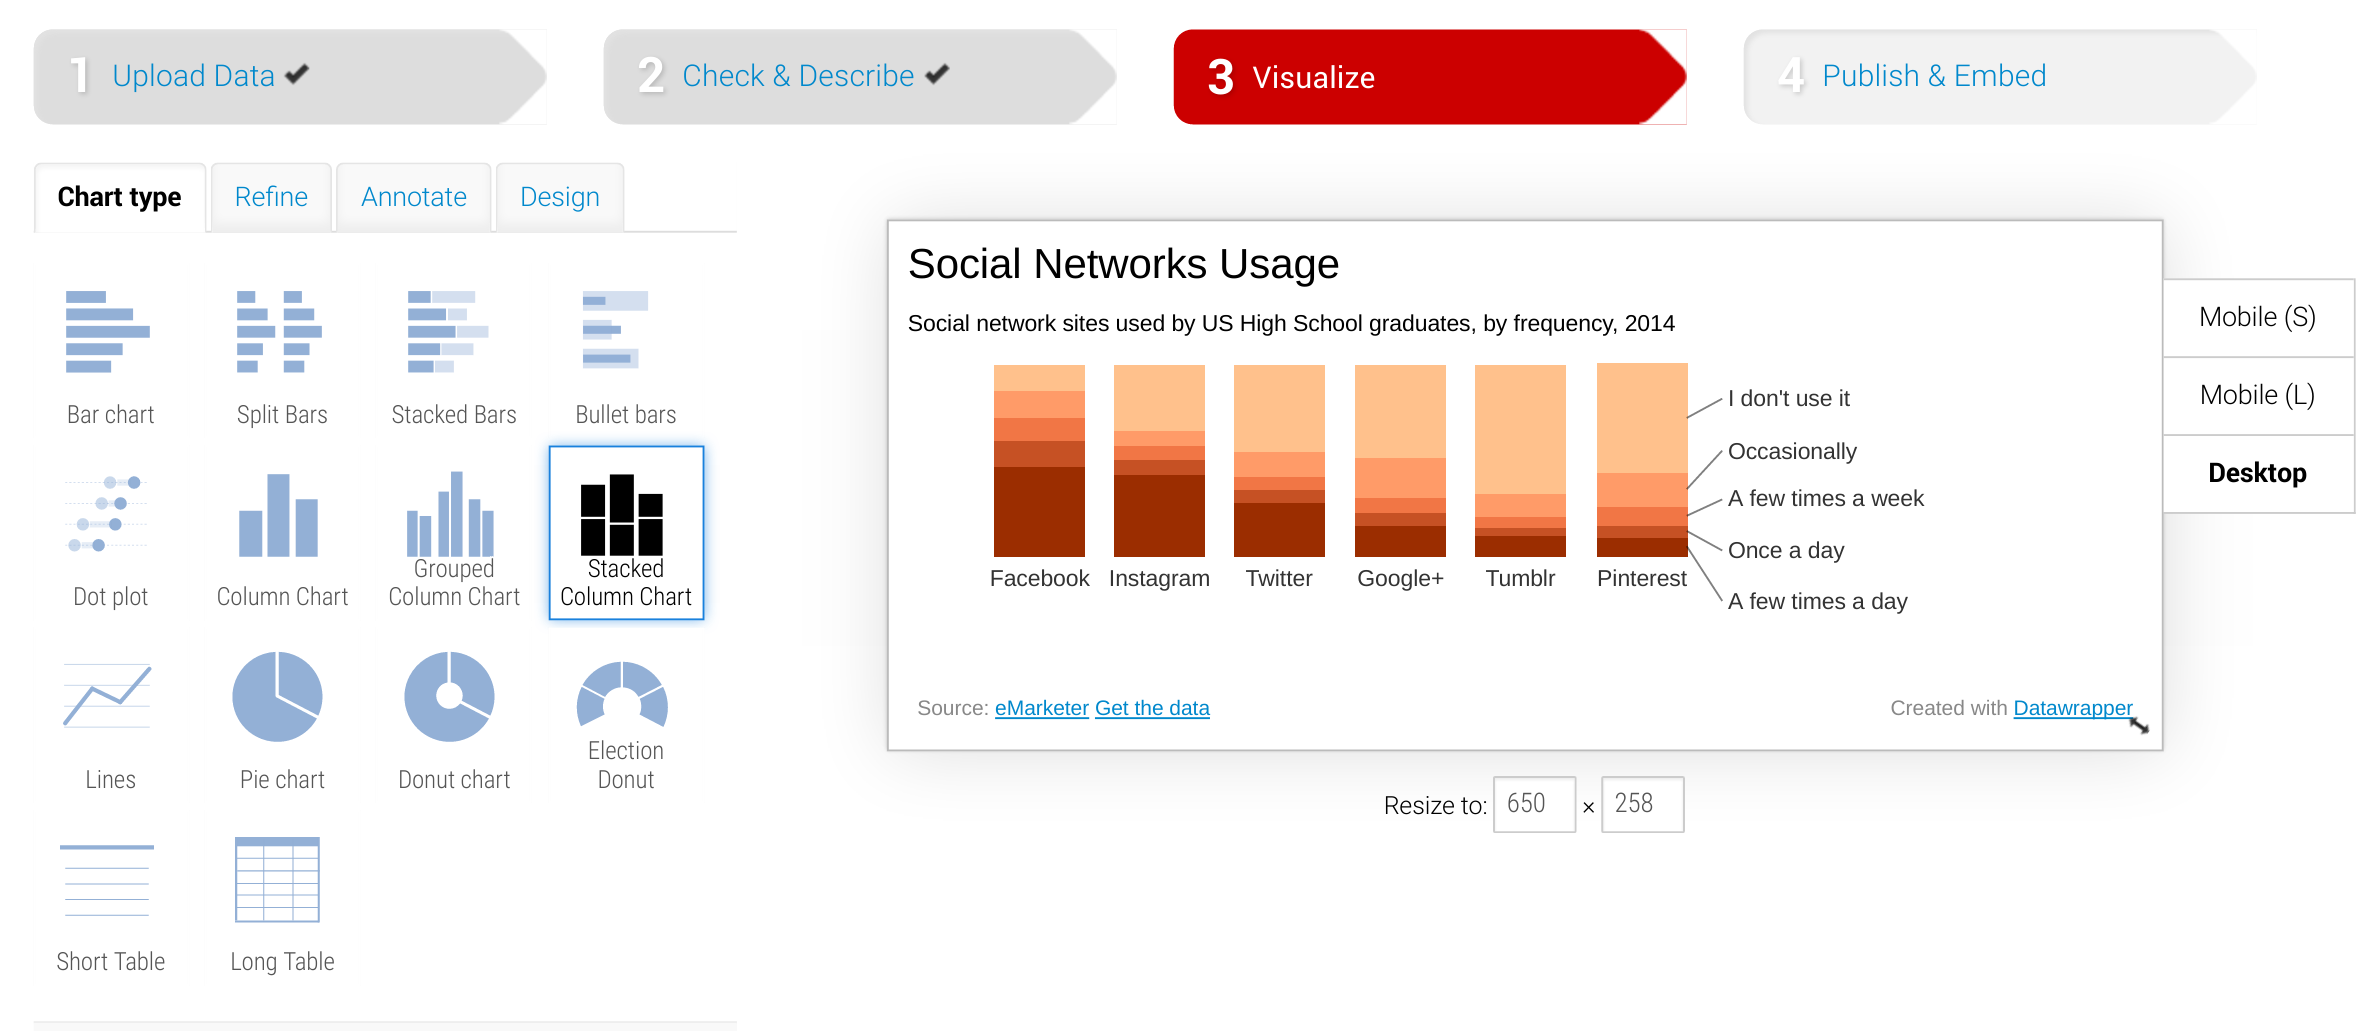 1 Upload Data
2 Check & Describe
3 Visualize
4 Publish & Embed
Chart type
Refine
Annotate
Design
Bar chart
Split Bars
Stacked Bars
Bullet bars
Dot plot
Column Chart
Grouped
Column Chart
Stacked
Column Chart
Lines
Pie chart
Donut chart
Election
Donut
Short Table
Long Table
Social Networks Usage
Social network sites used by US High School graduates, by frequency, 2014
I don't use it
Occasionally
A few times a week
Once a day
A few times a day
Facebook
Instagram
Twitter
Google+
Tumblr
Pinterest
Source: eMarketer Get the data
Created with Datawrapper
Mobile (S)
Mobile (L)
Desktop
Resize to: 650 × 258